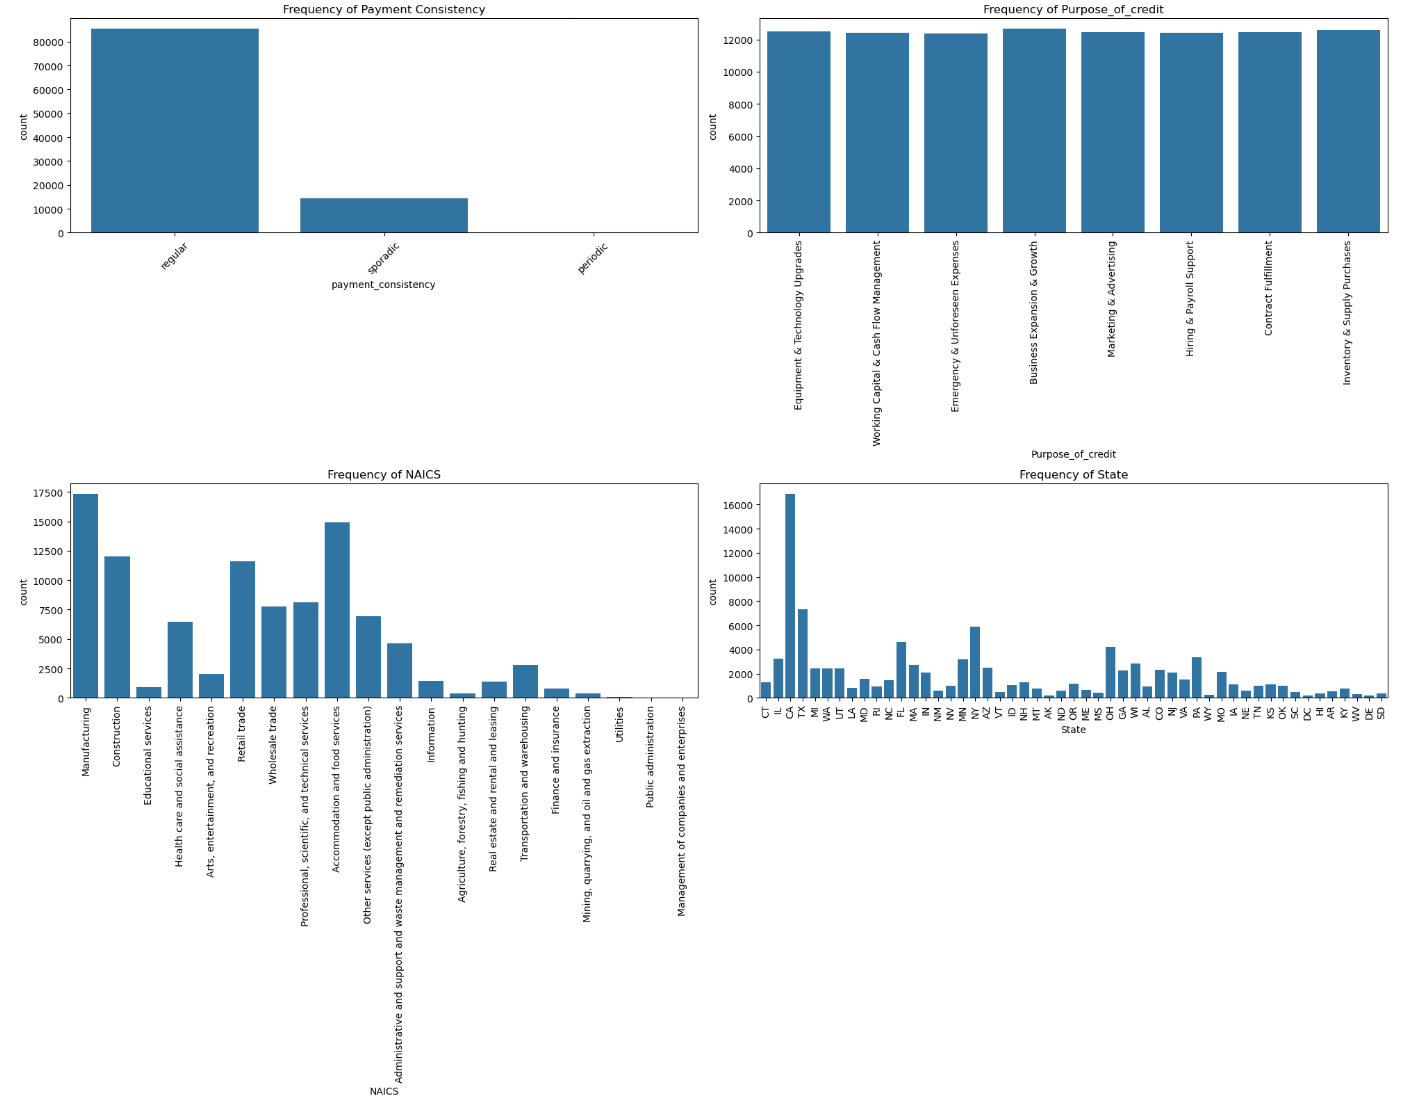 Frequency of Payment Consistency
count
80000
70000
60000
50000
40000
30000
20000
10000
0
regular
sporadic
periodic
payment_consistency
Frequency of Purpose_of_credit
count
12000
10000
8000
6000
4000
2000
0
Equipment & Technology Upgrades
Working Capital & Cash Flow Management
Emergency & Unforeseen Expenses
Business Expansion & Growth
Marketing & Advertising
Hiring & Payroll Support
Contract Fulfillment
Inventory & Supply Purchases
Purpose_of_credit
Frequency of NAICS
count
17500
15000
12500
10000
7500
5000
2500
0
Manufacturing
Construction
Educational services
Health care and social assistance
Arts, entertainment, and recreation
Retail trade
Wholesale trade
Professional, scientific, and technical services
Accommodation and food services
Other services (except public administration)
Administrative and support and waste management and remediation services
Information
Agriculture, forestry, fishing and hunting
Real estate and rental and leasing
Transportation and warehousing
Finance and insurance
Mining, quarrying, and oil and gas extraction
Utilities
Public administration
Management of companies and enterprises
NAICS
Frequency of State
count
16000
14000
12000
10000
8000
6000
4000
2000
0
CT
IL
CA
TX
MI
WA
UT
LA
MD
RI
NC
FL
MA
IN
NM
NV
MN
NY
AZ
VT
ID
NH
MT
AK
ND
OR
ME
MS
OH
GA
WI
AL
CO
NJ
VA
PA
WY
MO
IA
NE
TN
KS
OK
SC
DC
HI
AR
KY
WV
DE
SD
State